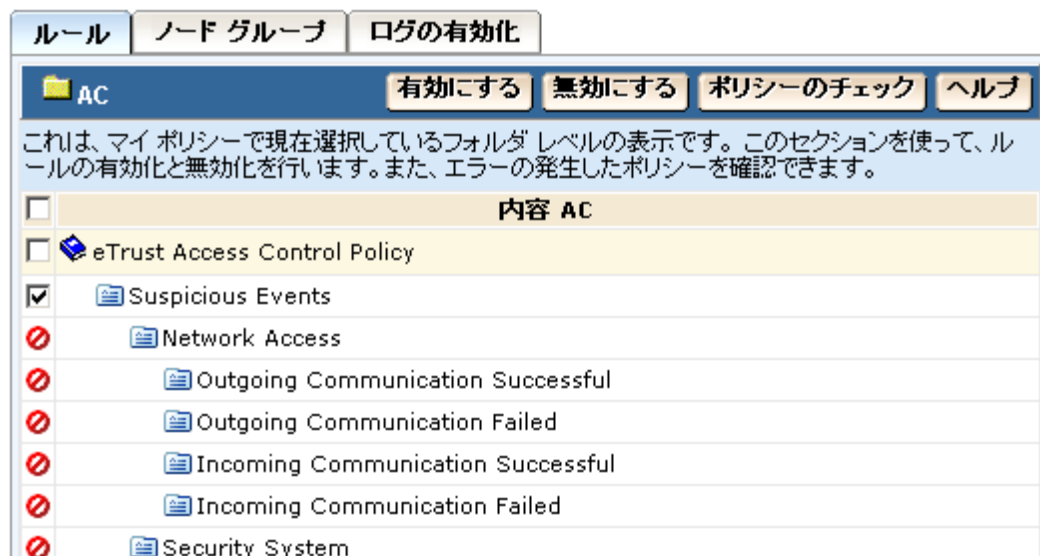 ルール ノード グループ ログの有効化
AC 有効にする 無効にする ポリシーのチェック ヘルプ
これは、マイ ポリシーで現在選択しているフォルダ レベルの表示です。このセクションを使って、ル
ールの有効化と無効化を行います。また、エラーの発生したポリシーを確認できます。
内容 AC
eTrust Access Control Policy
Suspicious Events
Network Access
Outgoing Communication Successful
Outgoing Communication Failed
Incoming Communication Successful
Incoming Communication Failed
Security System